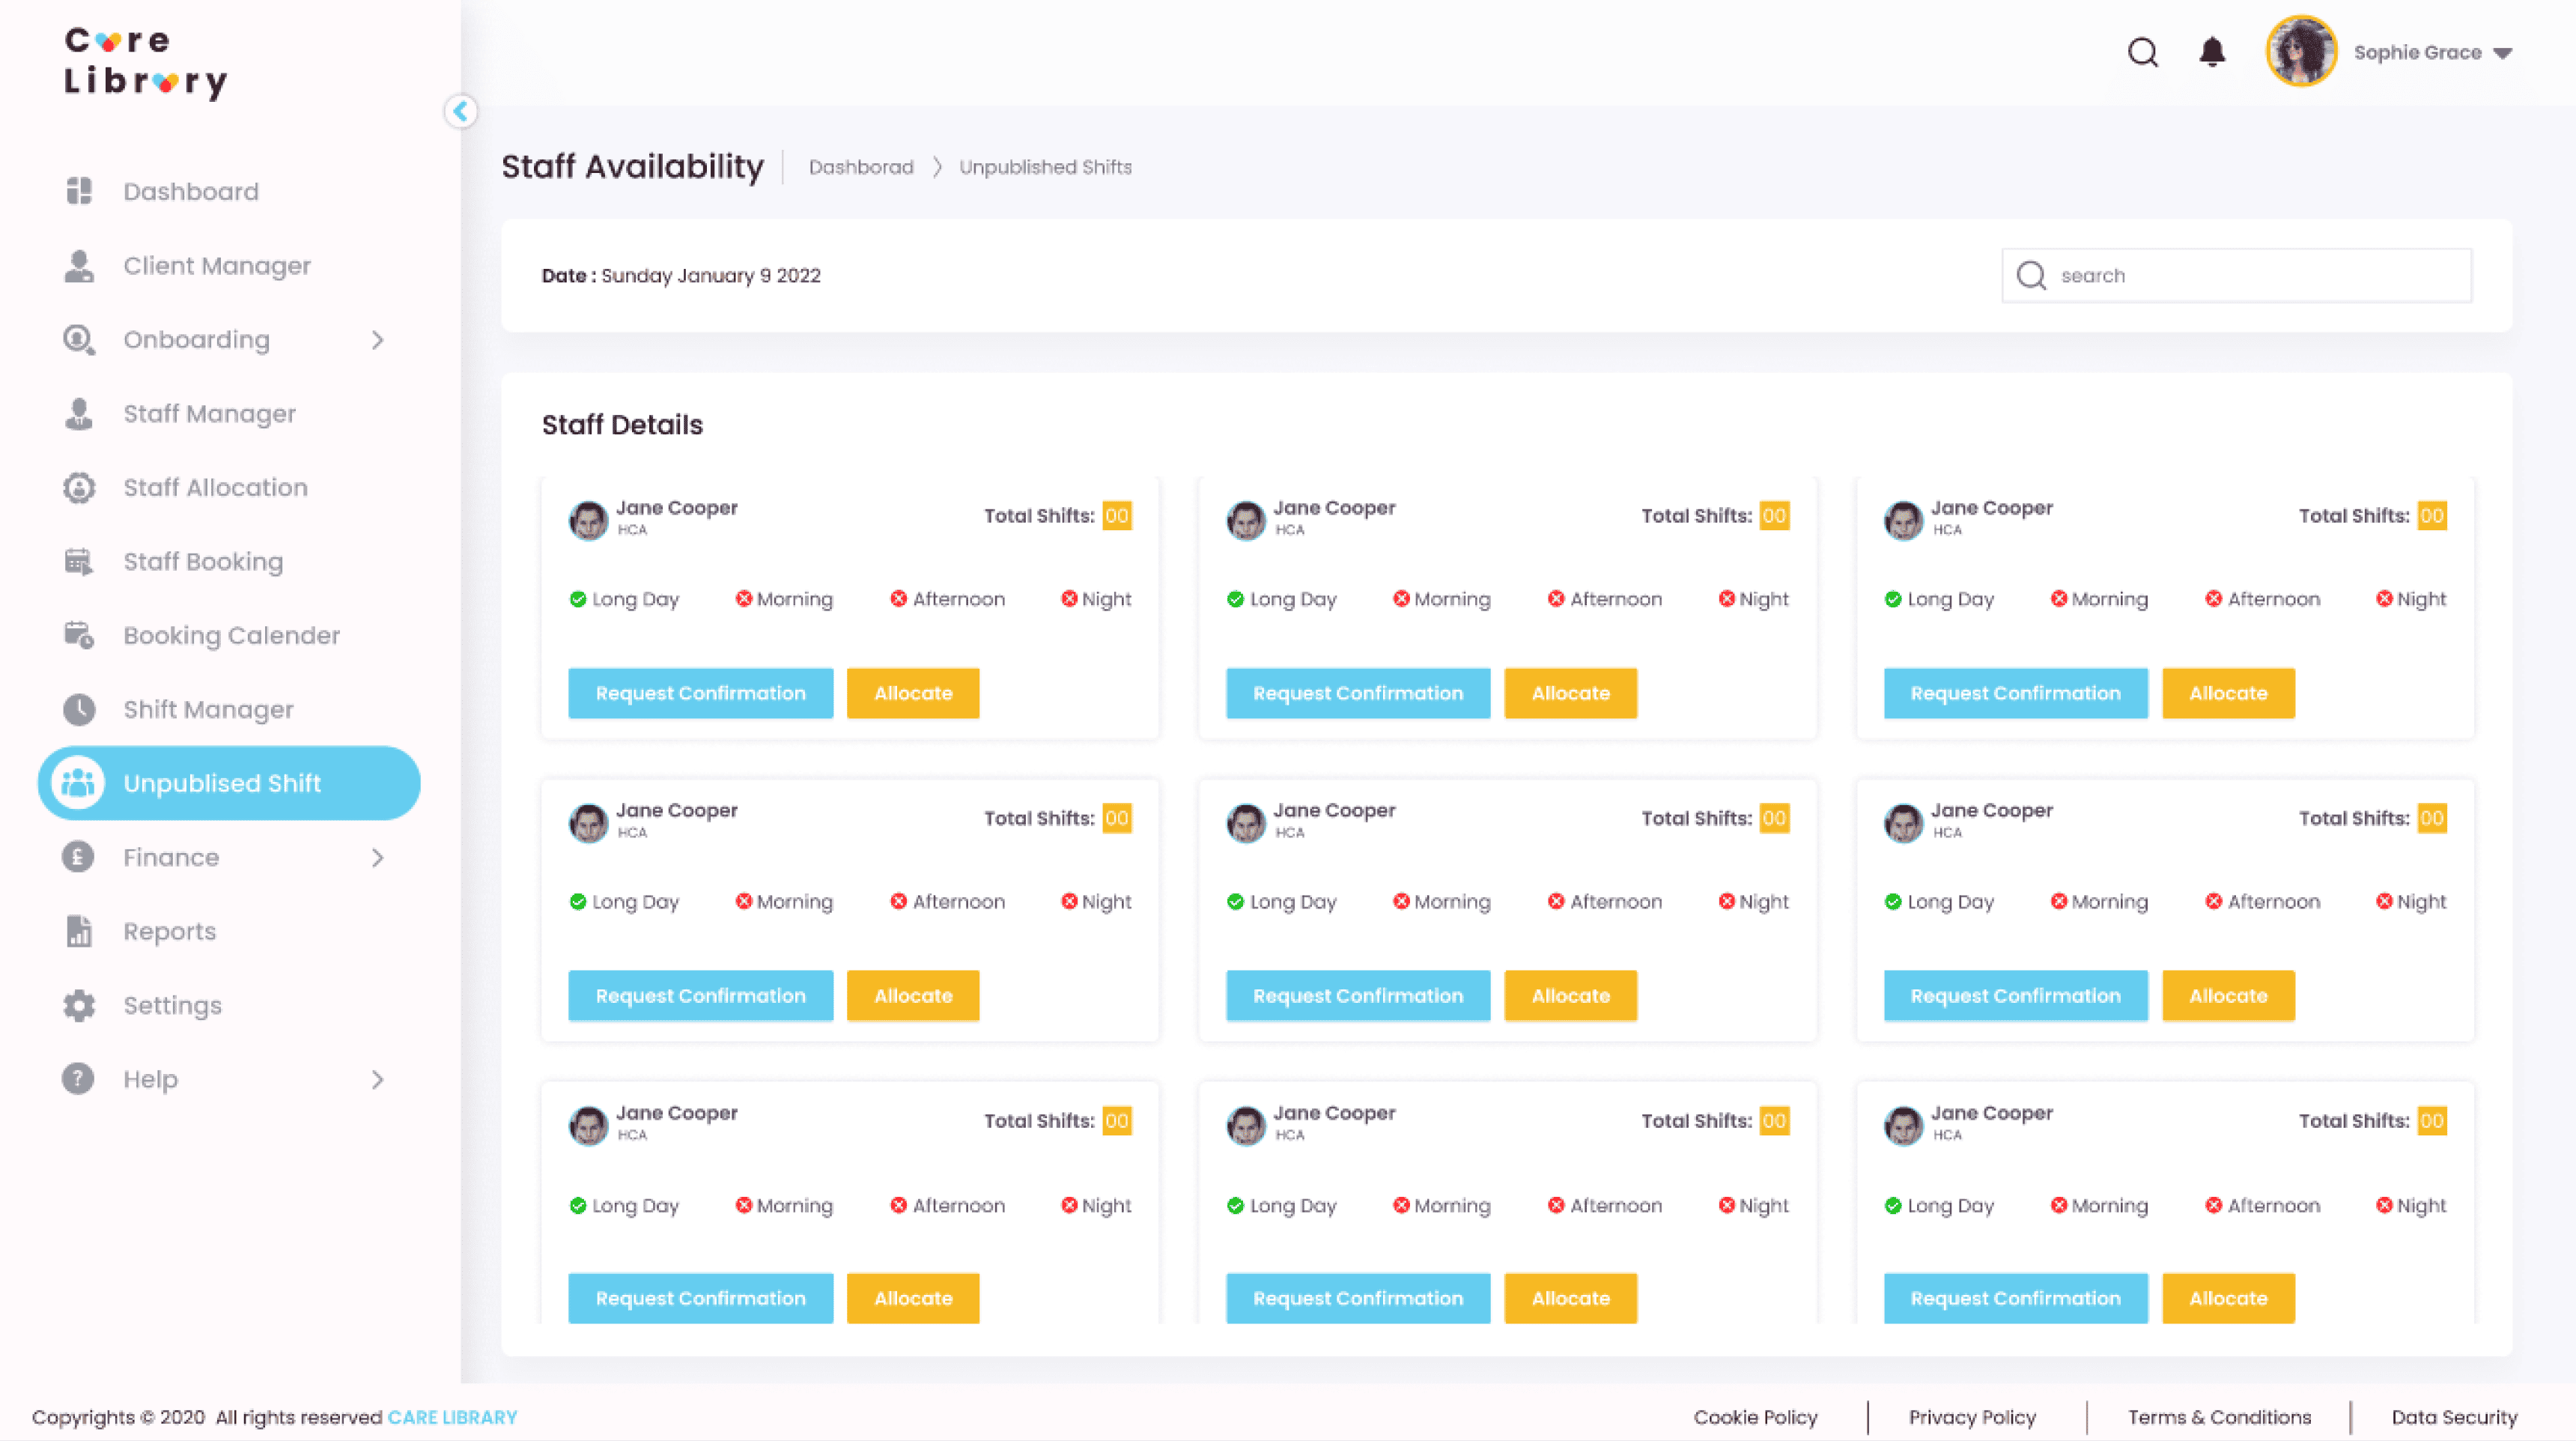 Care
Library
Sophie Grace
Dashboard
Client Manager
Onboarding
Staff Manager
Staff Allocation
Staff Booking
Booking Calender
Shift Manager
Unpublised Shift
Finance
Reports
Settings
Help
Staff Availability Dashborad Unpublished Shifts
Date : Sunday January 9 2022 search
Staff Details
Jane Cooper Total Shifts: 00 Jane Cooper Total Shifts: 00 Jane Cooper Total Shifts: 00
HCA HCA HCA
Long Day Morning Afternoon Night Long Day Morning Afternoon Night Long Day Morning Afternoon Night
Request Confirmation Allocate Request Confirmation Allocate Request Confirmation Allocate
Jane Cooper Total Shifts: 00 Jane Cooper Total Shifts: 00 Jane Cooper Total Shifts: 00
HCA HCA HCA
Long Day Morning Afternoon Night Long Day Morning Afternoon Night Long Day Morning Afternoon Night
Request Confirmation Allocate Request Confirmation Allocate Request Confirmation Allocate
Jane Cooper Total Shifts: 00 Jane Cooper Total Shifts: 00 Jane Cooper Total Shifts: 00
HCA HCA HCA
Long Day Morning Afternoon Night Long Day Morning Afternoon Night Long Day Morning Afternoon Night
Request Confirmation Allocate Request Confirmation Allocate Request Confirmation Allocate
Copyrights © 2020 All rights reserved CARE LIBRARY Cookie Policy Privacy Policy Terms & Conditions Data Security